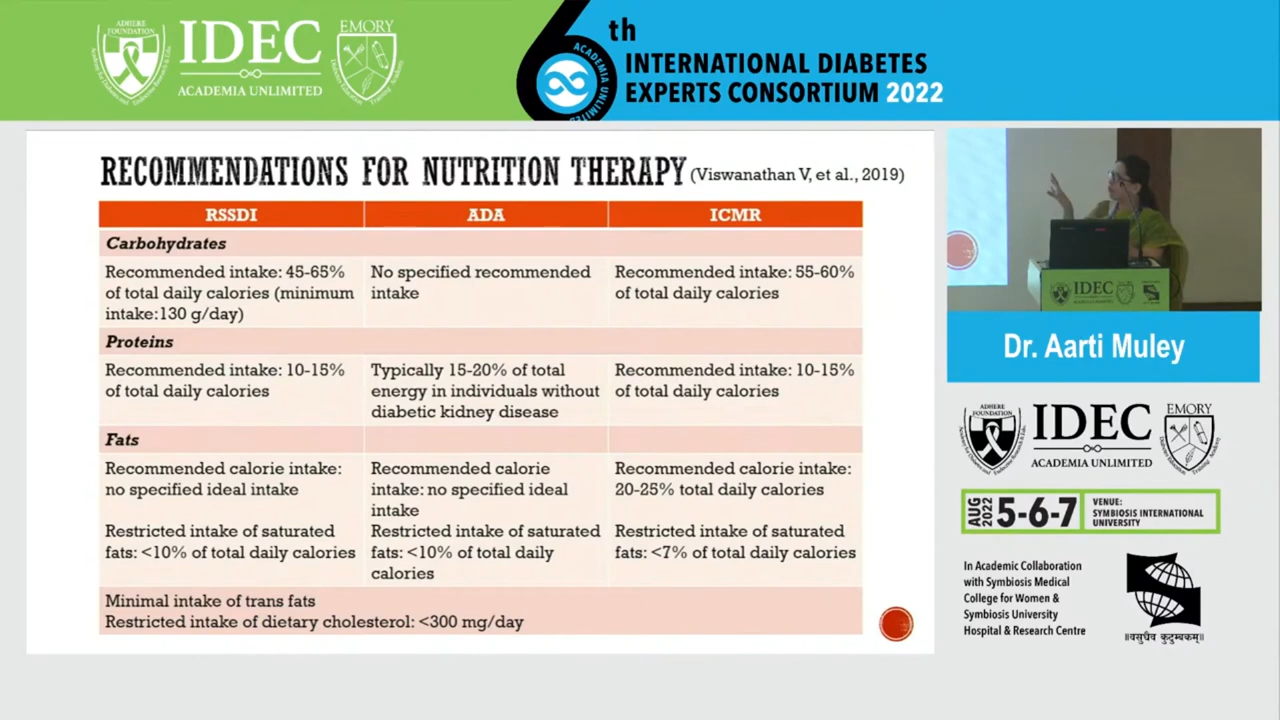 ADHERE
FOUNDATION
IDEC
ACADEMIA UNLIMITED
EMORY
6th
ACADEMIA UNLIMITED
INTERNATIONAL DIABETES
EXPERTS CONSORTIUM 2022
RECOMMENDATIONS FOR NUTRITION THERAPY (Viswanathan V, et al., 2019)
RSSDI ADA ICMR
Carbohydrates
Recommended intake: 45-65%
of total daily calories (minimum
intake:130 g/day)
No specified recommended
intake
Recommended intake: 55-60%
of total daily calories
Proteins
Recommended intake: 10-15%
of total daily calories
Typically 15-20% of total
energy in individuals without
diabetic kidney disease
Recommended intake: 10-15%
of total daily calories
Fats
Recommended calorie intake:
no specified ideal intake
Restricted intake of saturated
fats: <10% of total daily calories
Recommended calorie
intake: no specified ideal
intake
Restricted intake of saturated
fats: <10% of total daily
calories
Recommended calorie intake:
20-25% total daily calories
Restricted intake of saturated
fats: <7% of total daily calories
Minimal intake of trans fats
Restricted intake of dietary cholesterol: <300 mg/day
IDEC
Dr. Aarti Muley
ADHERE
FOUNDATION
IDEC
ACADEMIA UNLIMITED
EMORY
AUG
2022
5-6-7
VENUE:
SYMBIOSIS INTERNATIONAL
UNIVERSITY
In Academic Collaboration
with Symbiosis Medical
College for Women &
Symbiosis University
Hospital & Research Centre
॥वसुधैव कुटुम्बकम्॥